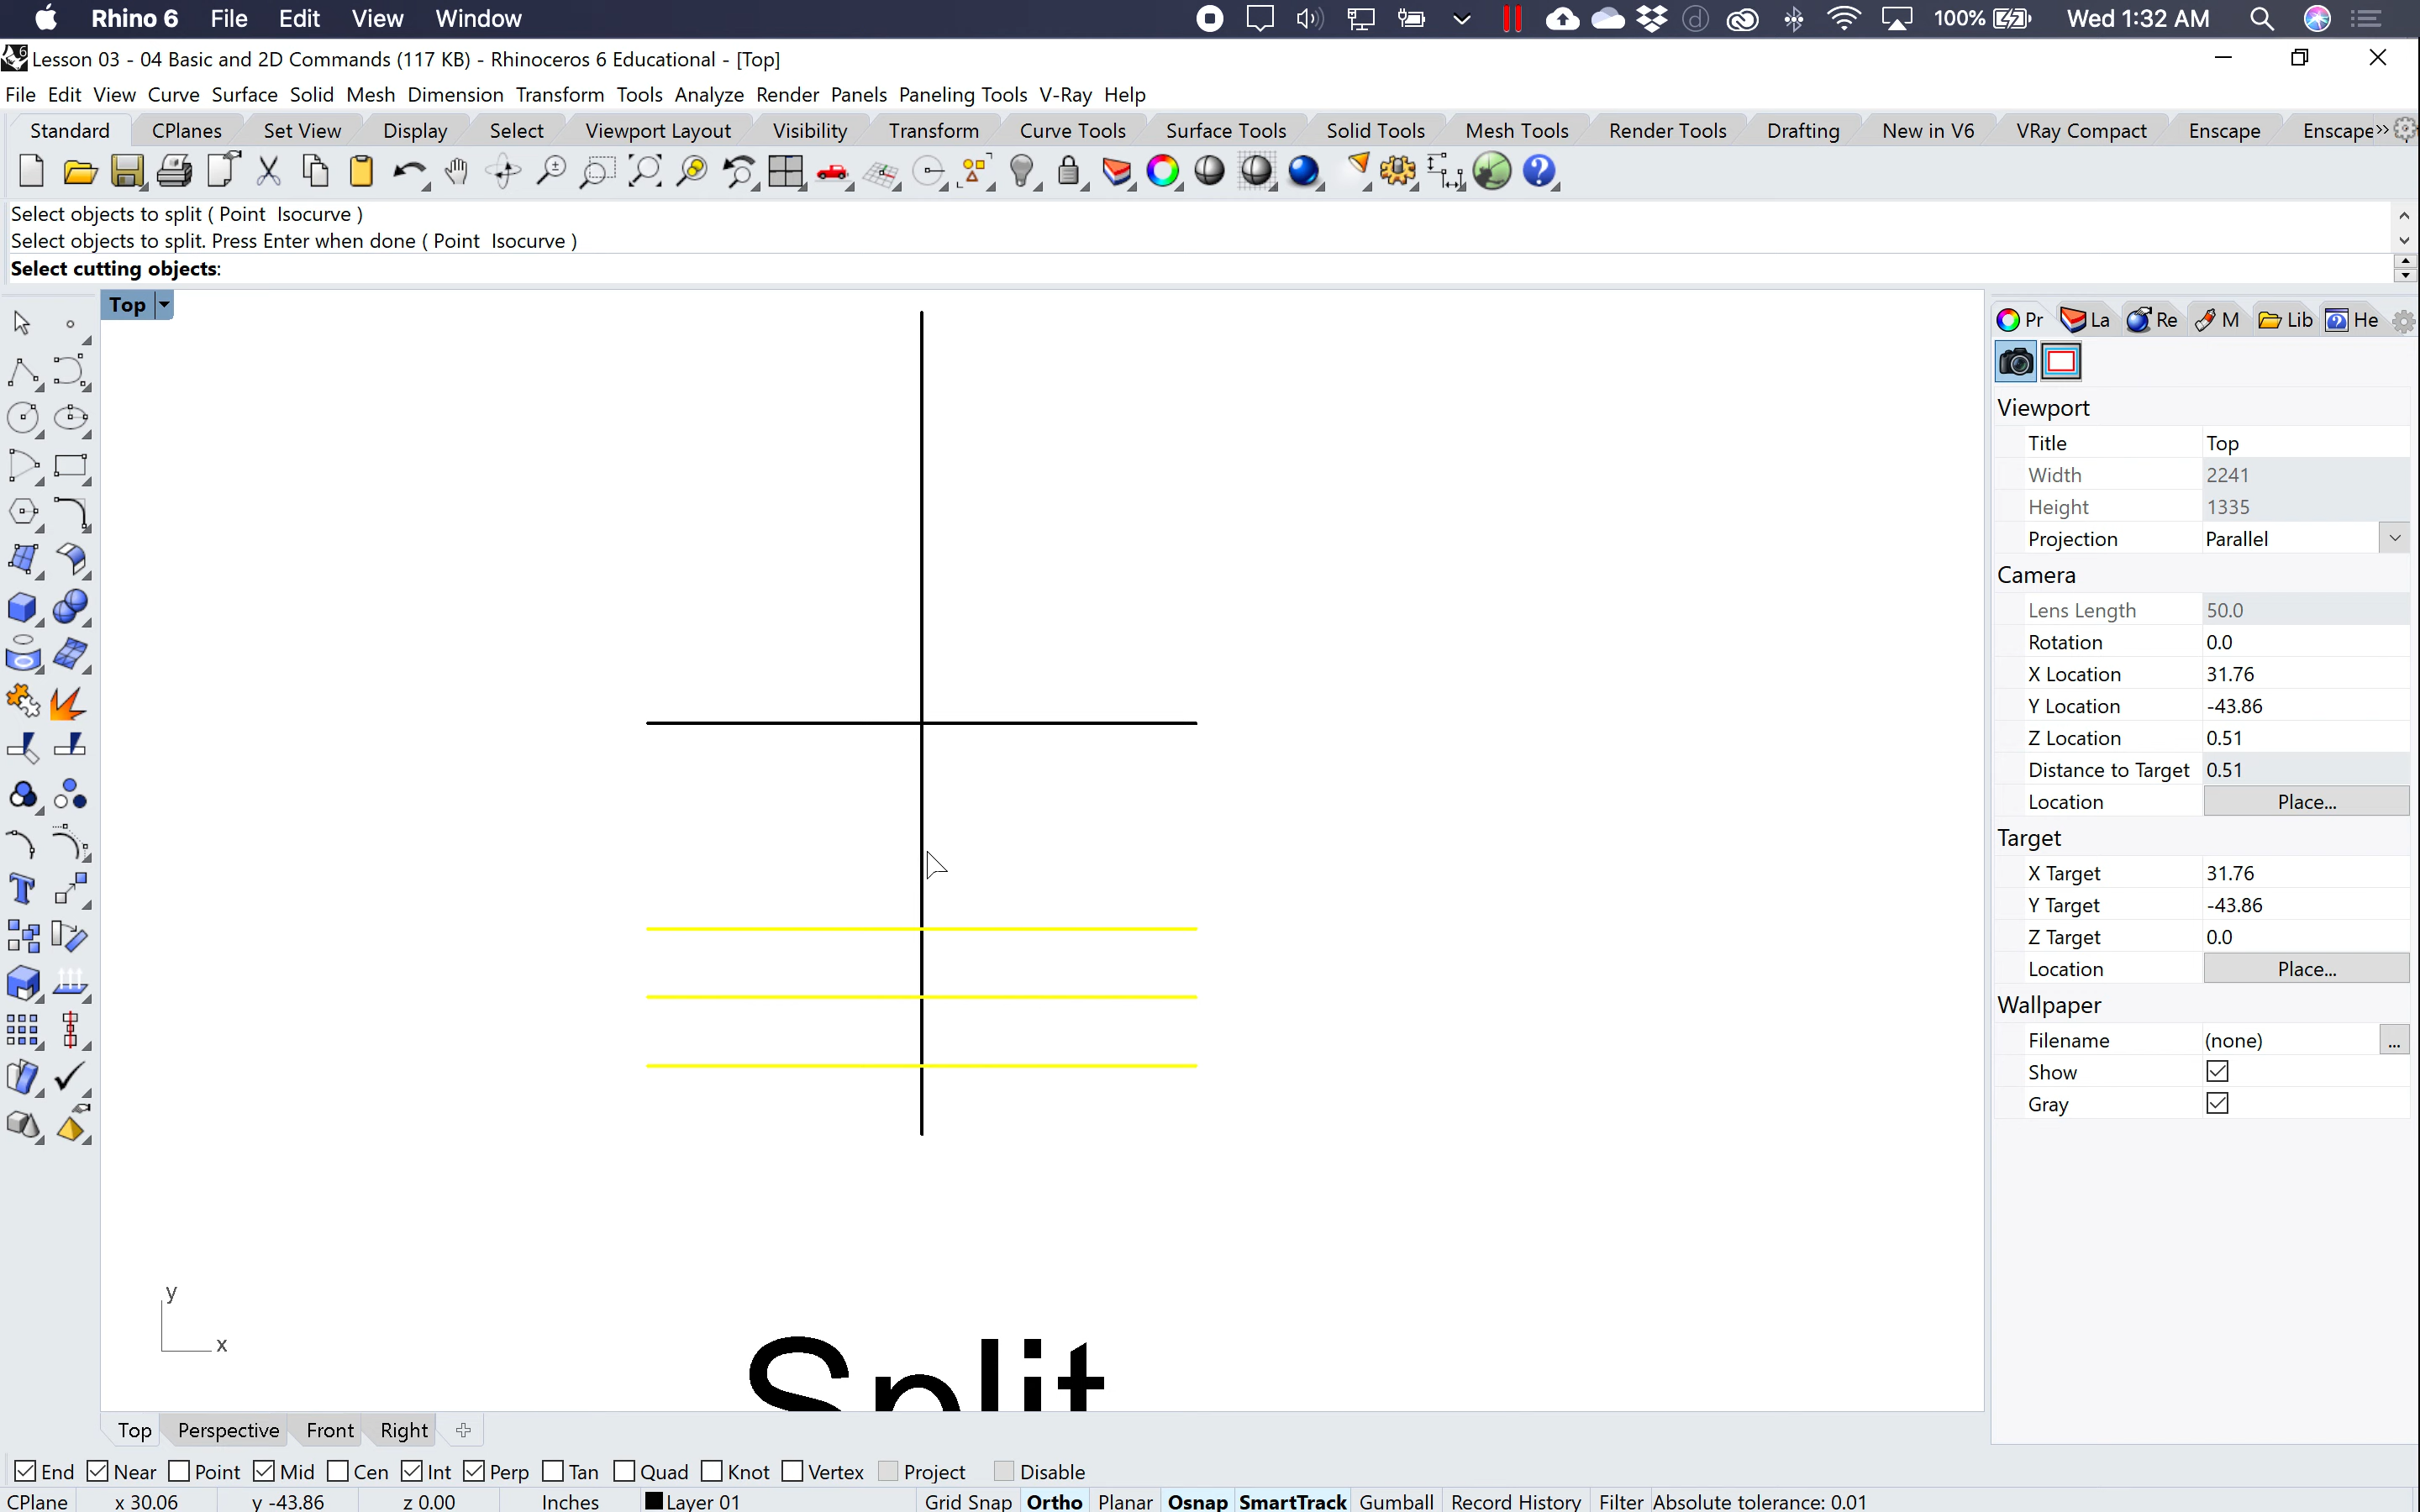 Rhino 6 File Edit View Window 100% Wed 1:32 AM
Lesson 03 - 04 Basic and 2D Commands (117 KB) - Rhinoceros 6 Educational - [Top]
File Edit View Curve Surface Solid Mesh Dimension Transform Tools Analyze Render Panels Paneling Tools V-Ray Help
Standard CPlanes Set View Display Select Viewport Layout Visibility Transform Curve Tools Surface Tools Solid Tools Mesh Tools Render Tools Drafting New in V6 VRay Compact Enscape Enscape»
Select objects to split ( Point Isocurve )
Select objects to split. Press Enter when done ( Point Isocurve )
Select cutting objects:
Top
Pr La Re M Lib He
Viewport
Title Top
Width 2241
Height 1335
Projection Parallel
Camera
Lens Length 50.0
Rotation 0.0
X Location 31.76
Y Location -43.86
Z Location 0.51
Distance to Target 0.51
Location Place...
Target
X Target 31.76
Y Target -43.86
Z Target 0.0
Location Place...
Wallpaper
Filename (none) ...
Show
Gray
y
x
Split
Top Perspective Front Right
End Near Point Mid Cen Int Perp Tan Quad Knot Vertex Project Disable
CPlane x 30.06 y -43.86 z 0.00 Inches Layer 01 Grid Snap Ortho Planar Osnap SmartTrack Gumball Record History Filter Absolute tolerance: 0.01